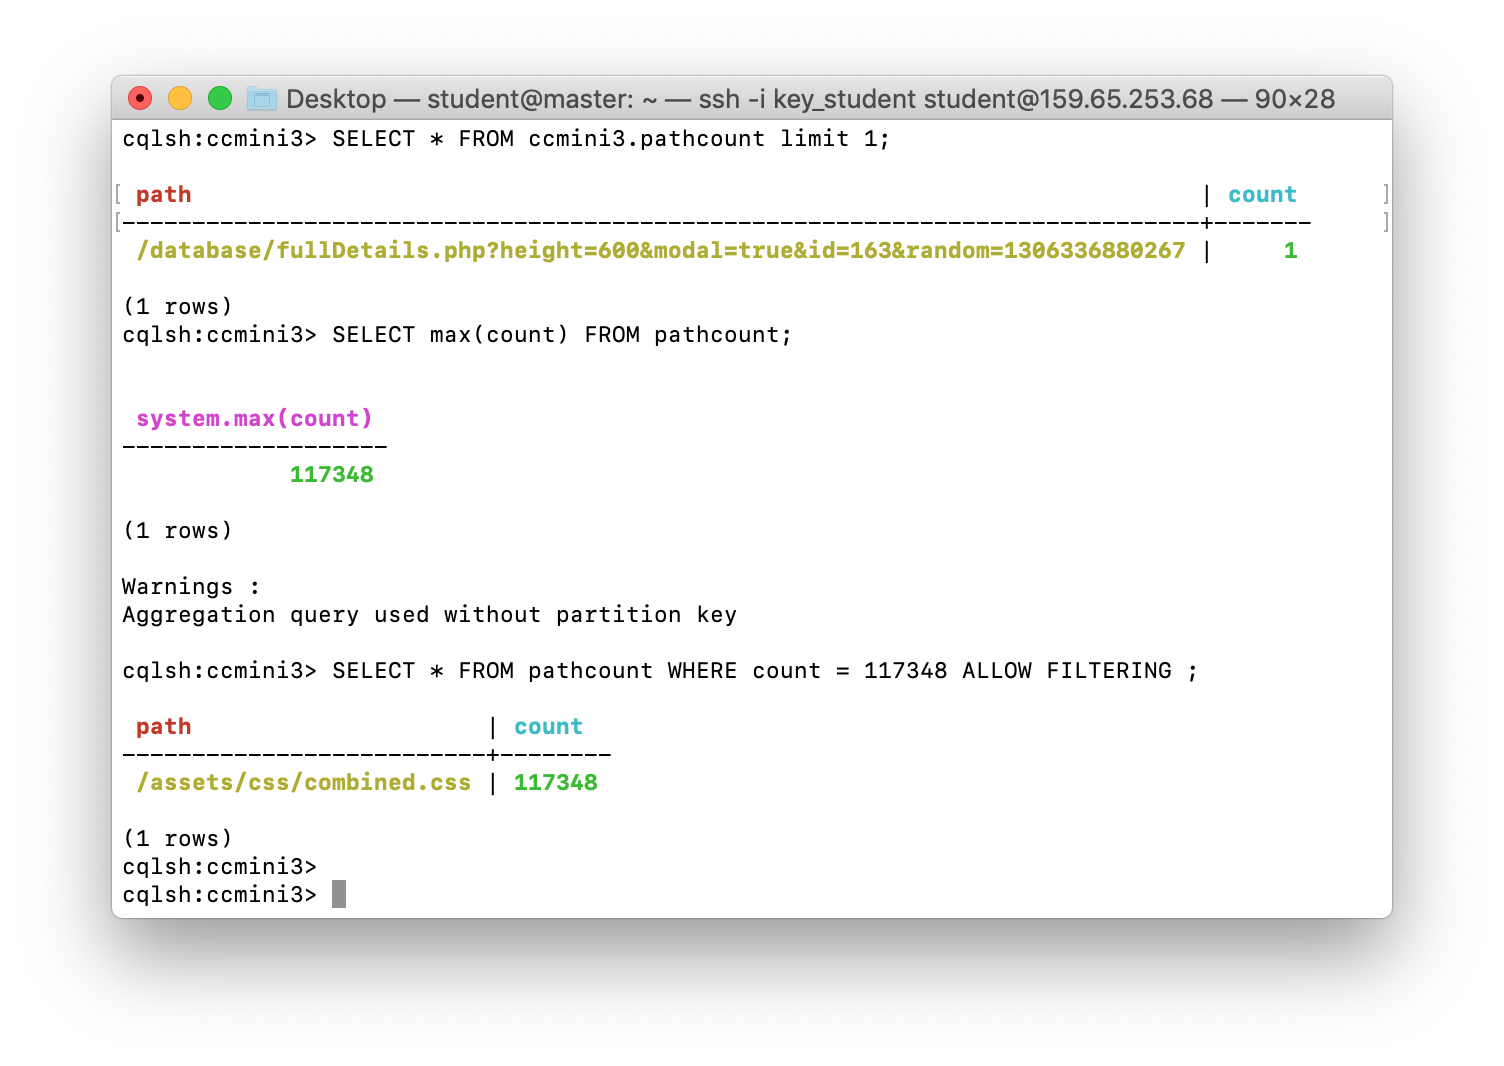 Desktop — student@master: ~ — ssh -i key_student student@159.65.253.68 — 90×28
cqlsh:ccmini3> SELECT * FROM ccmini3.pathcount limit 1;
[ path | count ]
[------------------------------------------------------------------------------+------- ]
/database/fullDetails.php?height=600&modal=true&id=163&random=1306336880267 | 1
(1 rows)
cqlsh:ccmini3> SELECT max(count) FROM pathcount;
system.max(count)
-------------------
117348
(1 rows)
Warnings :
Aggregation query used without partition key
cqlsh:ccmini3> SELECT * FROM pathcount WHERE count = 117348 ALLOW FILTERING ;
path | count
--------------------------+--------
/assets/css/combined.css | 117348
(1 rows)
cqlsh:ccmini3>
cqlsh:ccmini3>